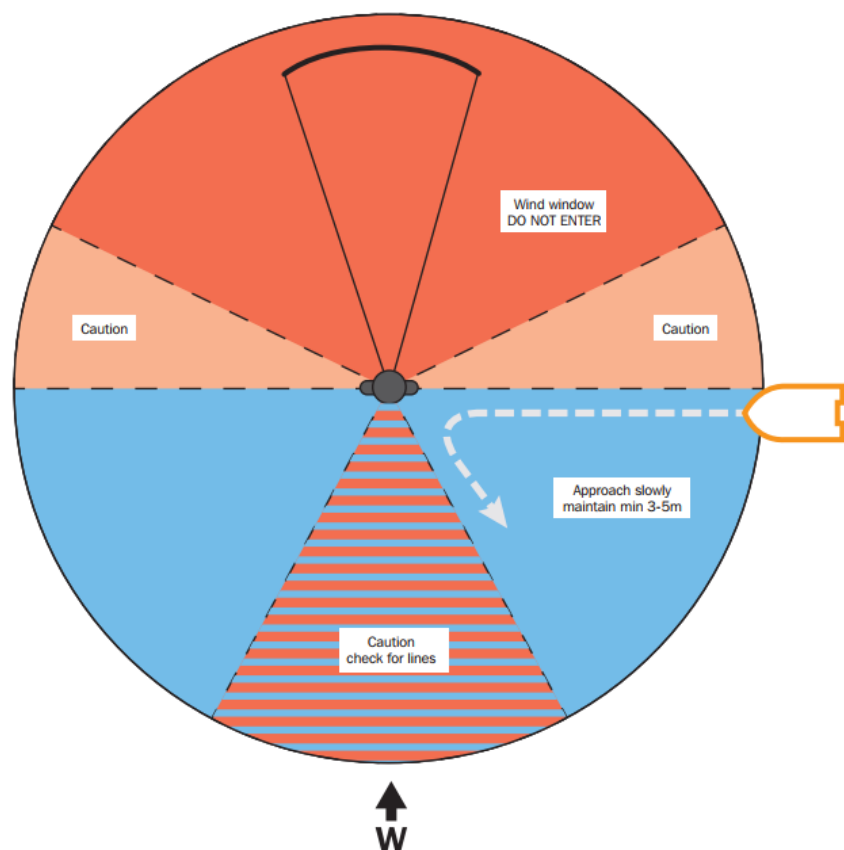 Wind window
DO NOT ENTER
Caution
Caution
Approach slowly
maintain min 3-5m
Caution
check for lines
W